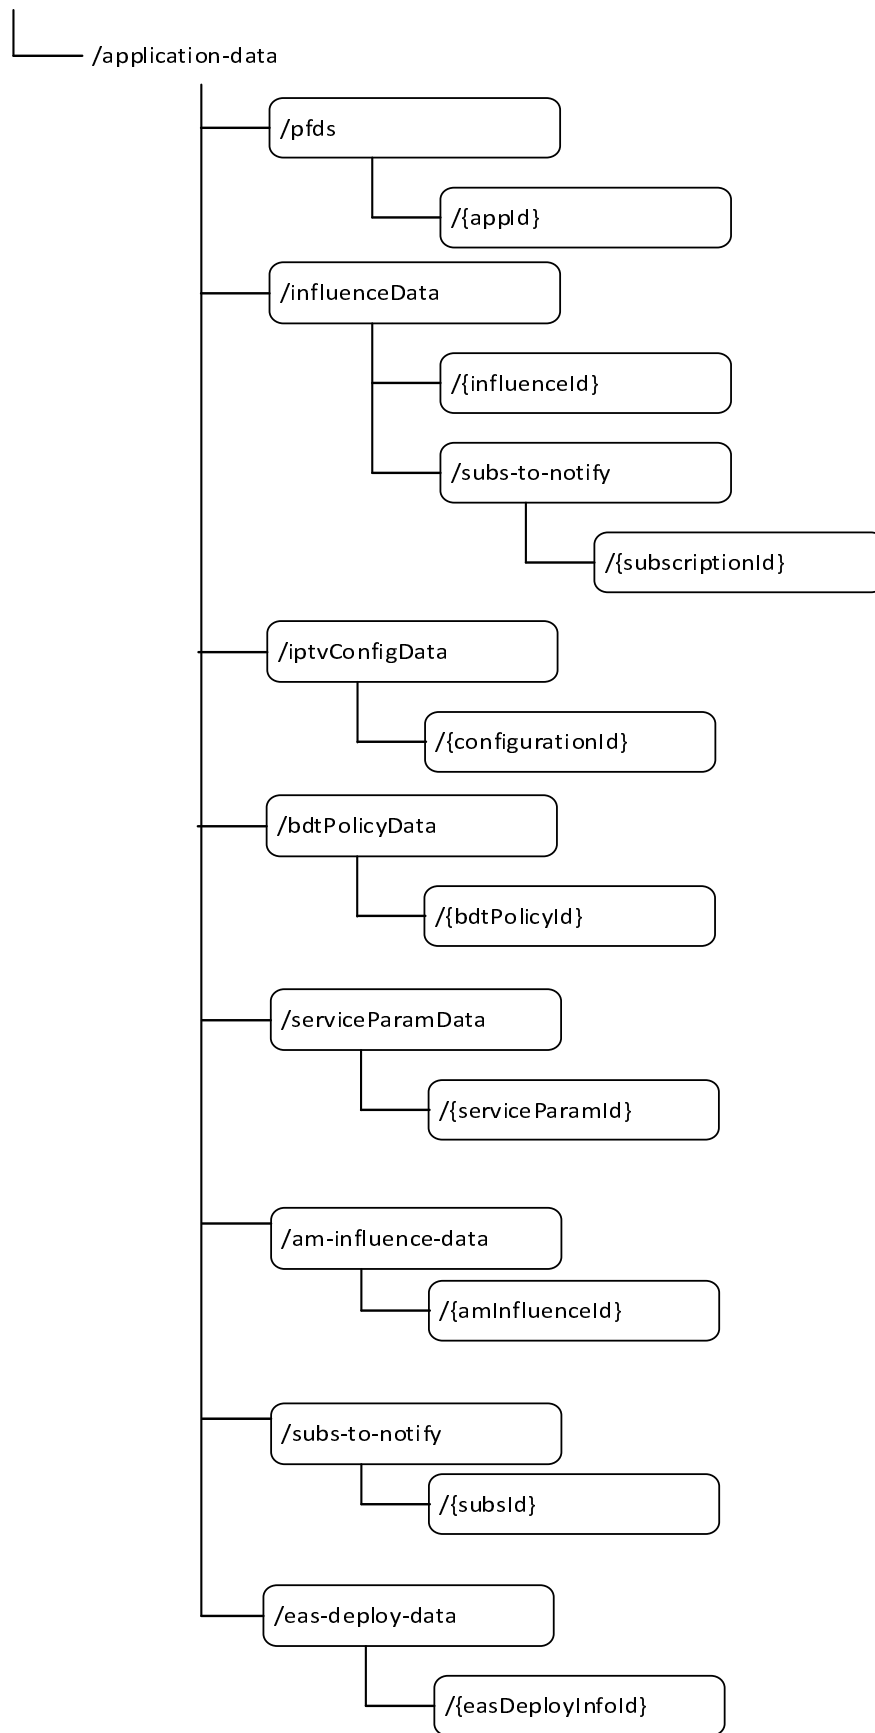 /application-data
/pfds
/{appId}
/influenceData
/{influenceId}
/subs-to-notify
/{subscriptionId}
/iptvConfigData
/{configurationId}
/bdtPolicyData
/{bdtPolicyId}
/serviceParamData
/{serviceParamId}
/am-influence-data
/{amInfluenceId}
/subs-to-notify
/{subsId}
/eas-deploy-data
/{easDeployInfoId}